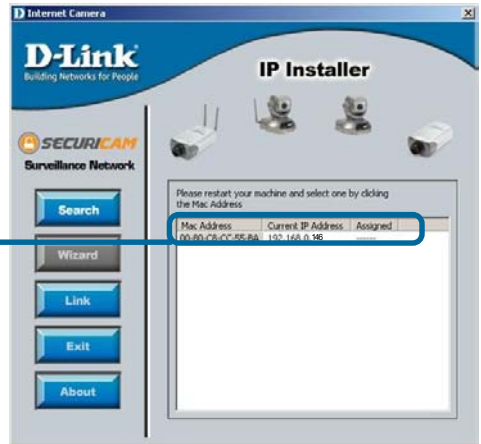 Internet Camera
D-Link
Building Networks for People
IP Installer
SECURICAM
Surveillance Network
Please restart your machine and select one by clicking
the Mac Address
Mac Address Current IP Address Assigned
00-80-C8-CC-55-BA 192.168.0.146 ------
Search
Wizard
Link
Exit
About